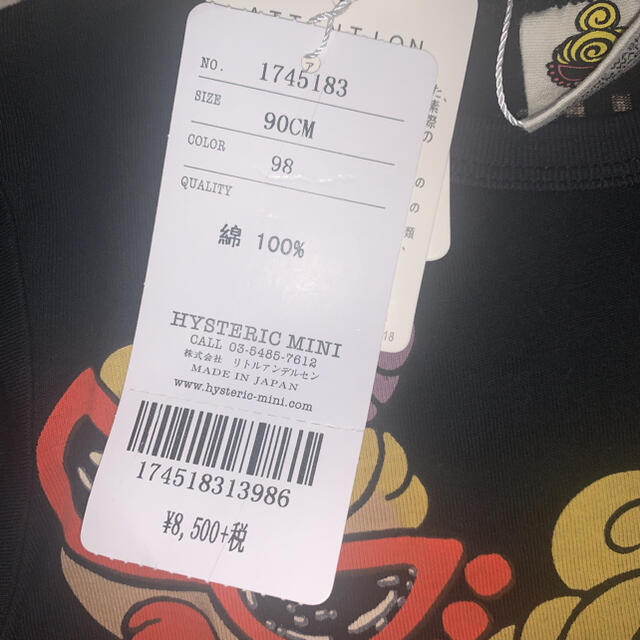 ATTENTION
NO. 1745183
SIZE 90CM
COLOR 98
QUALITY
綿 100%
HYSTERIC MINI
CALL 03-5485-7612
株式会社 リトルアンデルセン
MADE IN JAPAN
www.hysteric-mini.com
174518313986
¥8,500+税